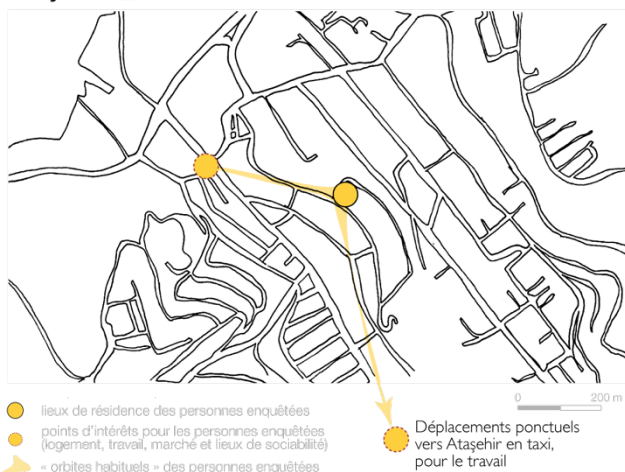 0 200 m
lieux de résidence des personnes enquêtées
points d'intérêts pour les personnes enquêtées
(logement, travail, marché et lieux de sociabilité)
« orbites habituels » des personnes enquêtées
Déplacements ponctuels
vers Ataşehir en taxi,
pour le travail